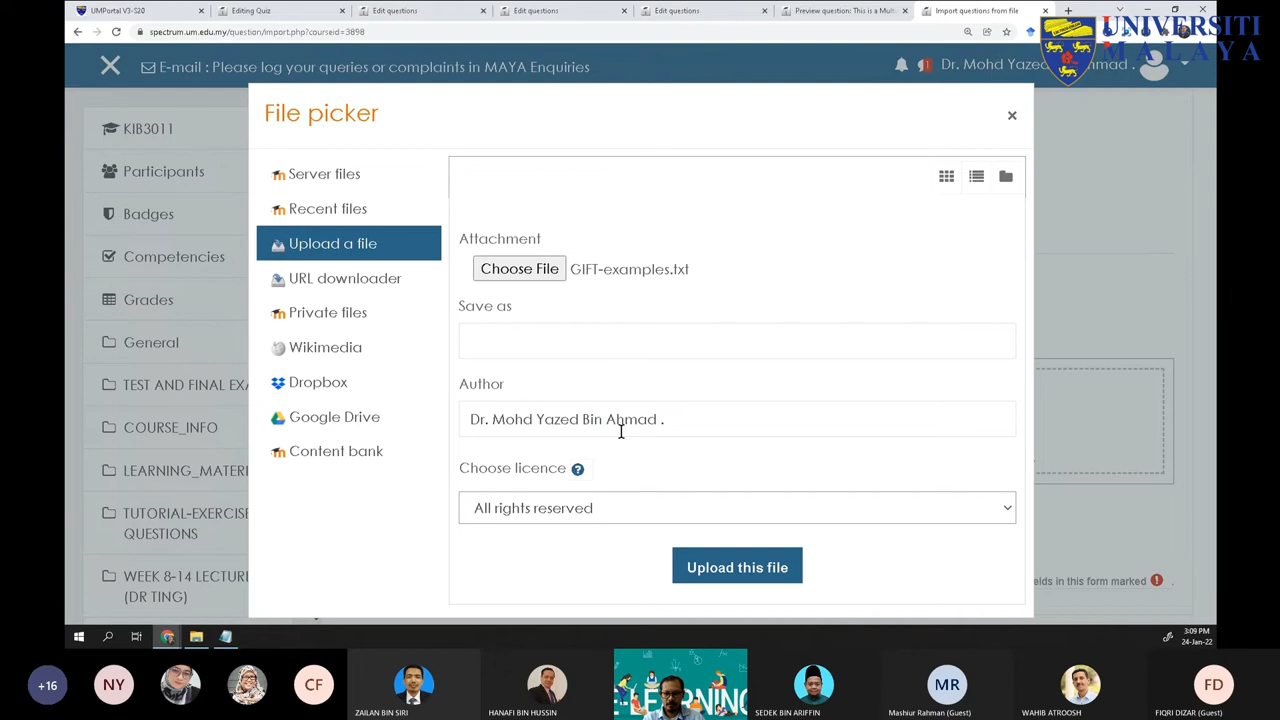 UMPortal V3-S20
Editing Quiz
Edit questions
Edit questions
Edit questions
Preview question: This is a Mult
Import questions from file
spectrum.um.edu.my/question/import.php?courseid=3898
UNIVERSITI
MALAYA
E-mail : Please log your queries or complaints in MAYA Enquiries
Dr. Mohd Yazed
mad .
KIB3011
Participants
Badges
Competencies
Grades
General
TEST AND FINAL EXA
COURSE_INFO
LEARNING_MATERI
TUTORIAL-EXERCISE
QUESTIONS
WEEK 8-14 LECTURE
(DR TING)
File picker
×
Server files
Recent files
Upload a file
URL downloader
Private files
Wikimedia
Dropbox
Google Drive
Content bank
Attachment
Choose File GIFT-examples.txt
Save as
Author
Dr. Mohd Yazed Bin Ahmad .
Choose licence ?
All rights reserved
Upload this file
elds in this form marked
3:09 PM
24-Jan-22
+16
NY
CF
ZAILAN BIN SIRI
HANAFI BIN HUSSIN
E-LEARNING
SEDEK BIN ARIFFIN
MR
Mashiur Rahman (Guest)
WAHIB ATROOSH
FD
FIQRI DIZAR (Guest)